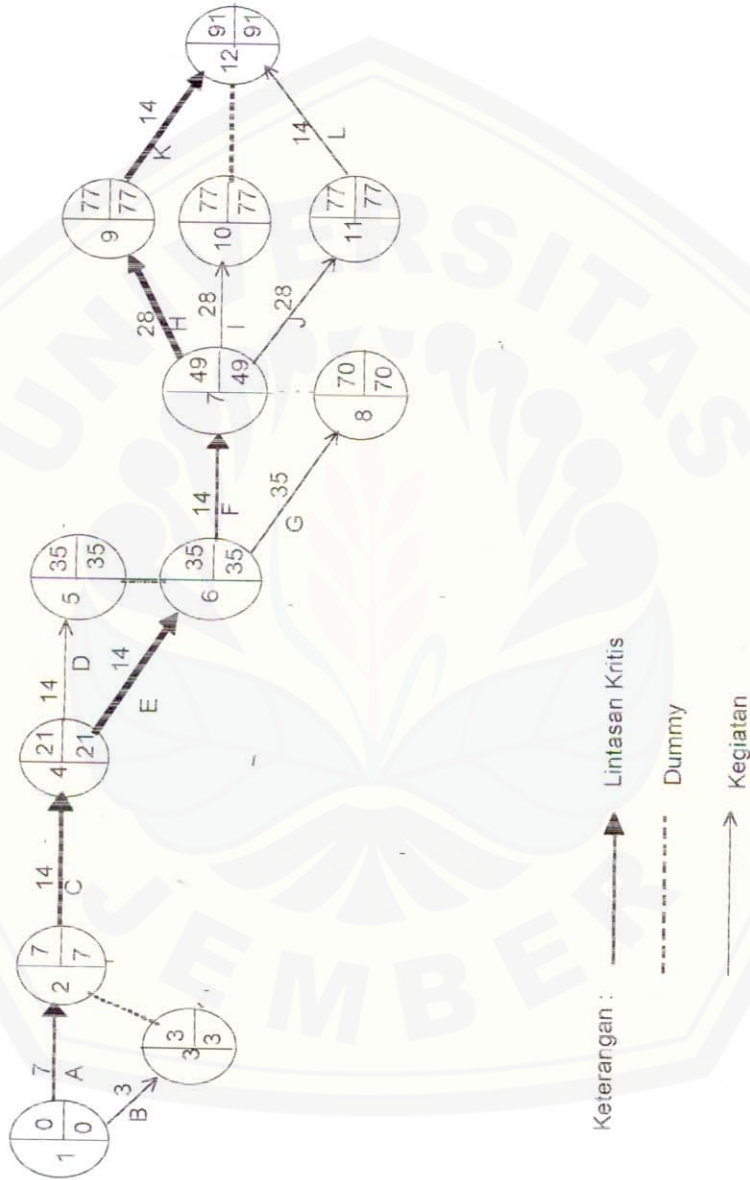 1 0 0
7
A
3
B
2 7 7
3 3 3
14
C
4 21 21
14
D
14
E
5 35 35
6 35 35
14
F
35
G
7 49 49
8 70 70
28
H
28
I
28
J
9 77 77
10 77 77
11 77 77
14
K
14
L
12 91 91
Keterangan :
Lintasan Kritis
Dummy
Kegiatan
UNIVERSITAS
JEMBER